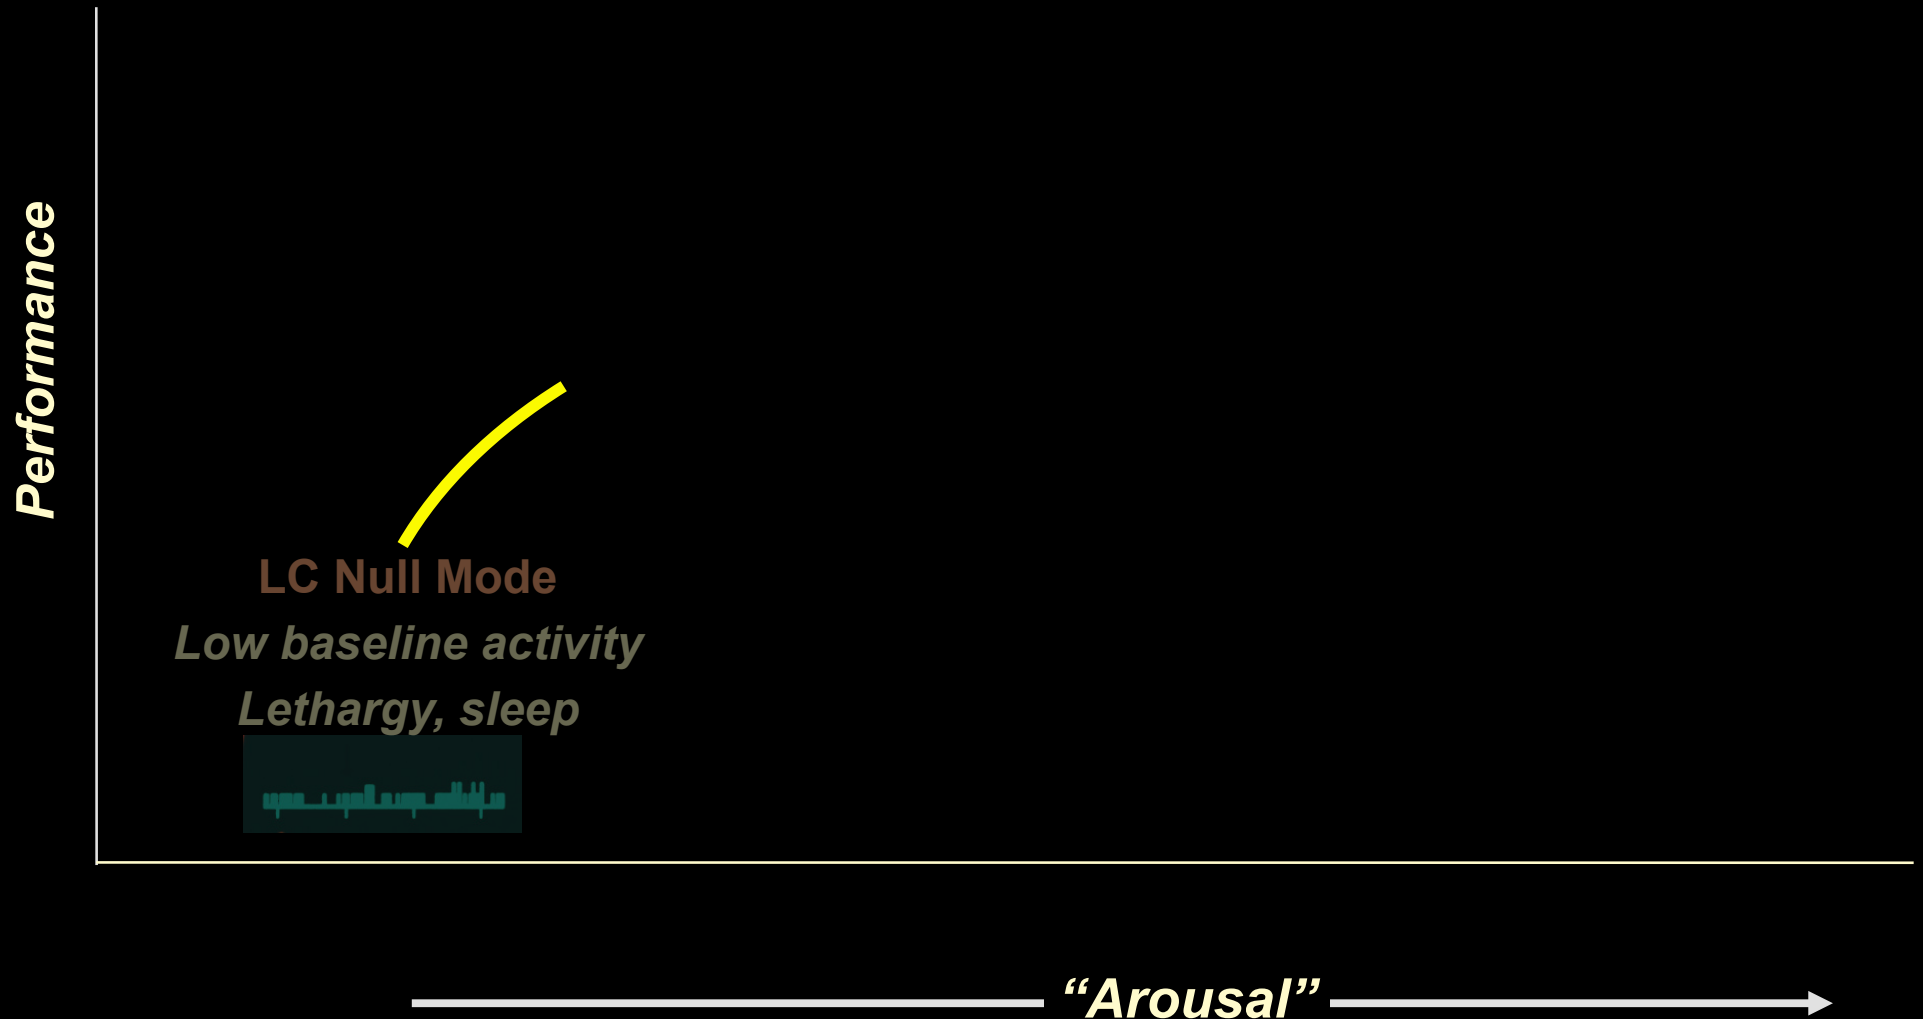 Performance
LC Null Mode
Low baseline activity
Lethargy, sleep
“Arousal”